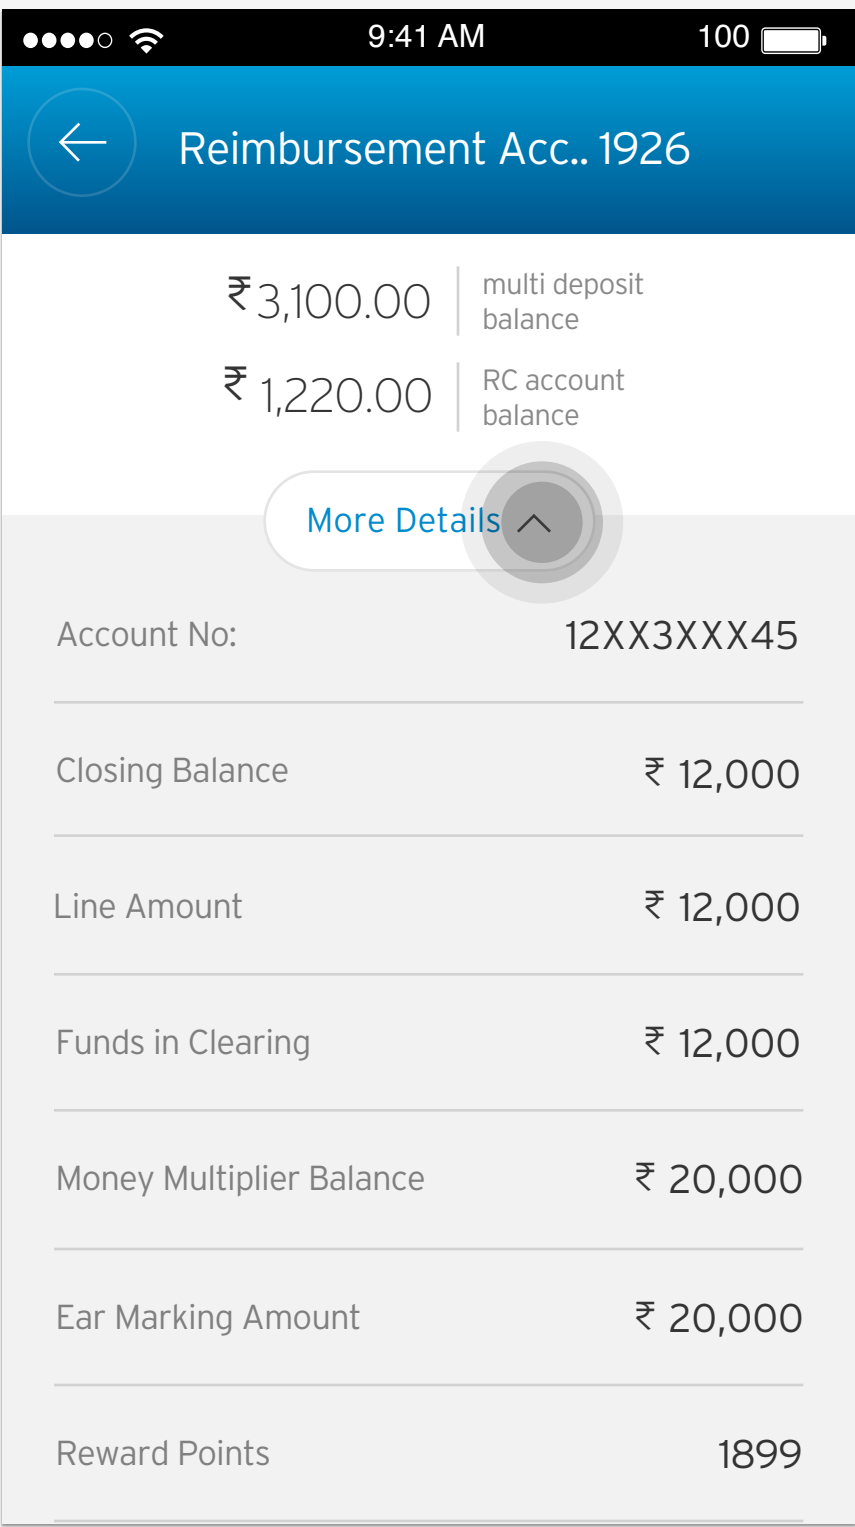 9:41 AM 100
Reimbursement Acc.. 1926
₹ 3,100.00 multi deposit
balance
₹ 1,220.00 RC account
balance
More Details
Account No: 12XX3XXX45
Closing Balance ₹ 12,000
Line Amount ₹ 12,000
Funds in Clearing ₹ 12,000
Money Multiplier Balance ₹ 20,000
Ear Marking Amount ₹ 20,000
Reward Points 1899